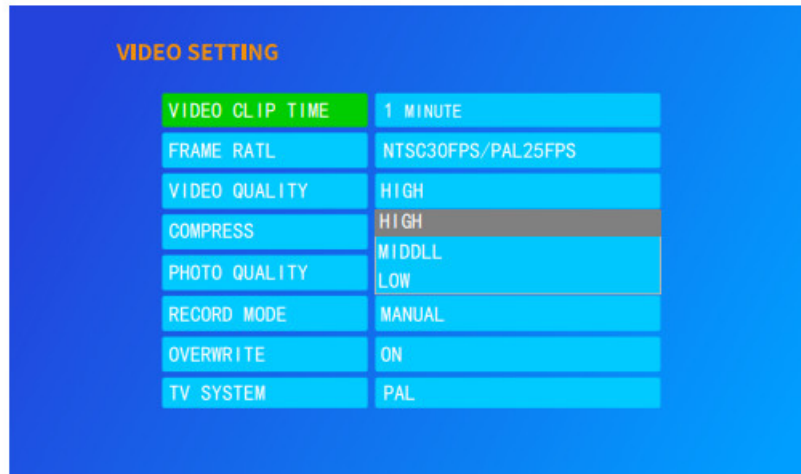 VIDEO SETTING
VIDEO CLIP TIME 1 MINUTE
FRAME RATL NTSC30FPS/PAL25FPS
VIDEO QUALITY HIGH
COMPRESS HIGH
MIDDLL
PHOTO QUALITY LOW
RECORD MODE MANUAL
OVERWRITE ON
TV SYSTEM PAL